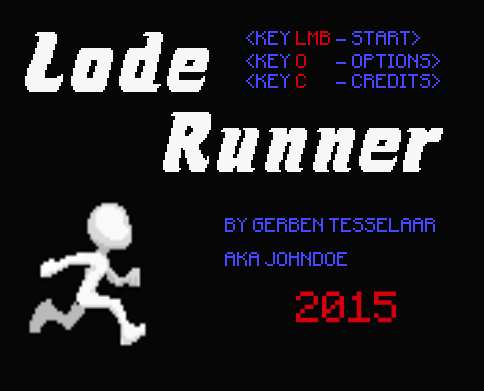 Lode
Runner
<KEY LMB - START>
<KEY O - OPTIONS>
<KEY C - CREDITS>
BY GERBEN TESSELAAR
AKA JOHNDOE
2015